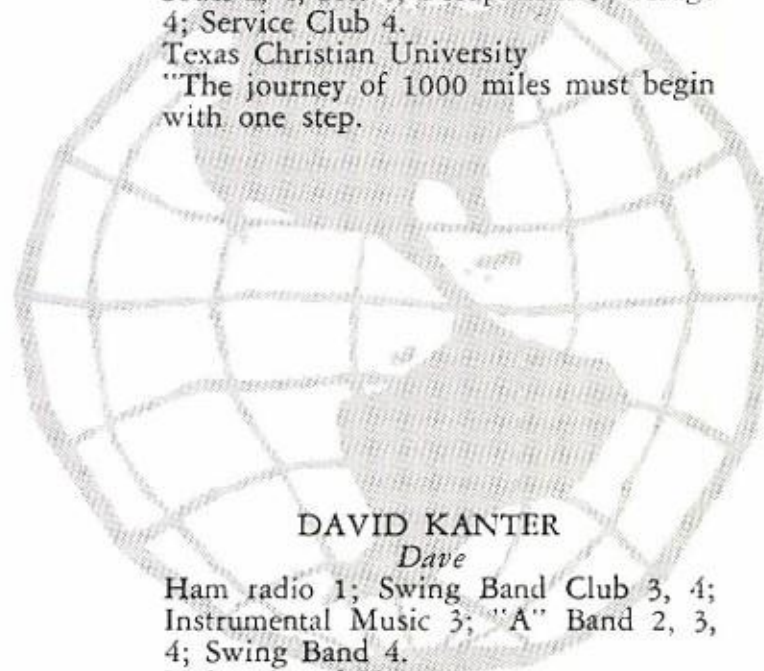 4; Service Club 4.
Texas Christian University
"The journey of 1000 miles must begin
with one step.
DAVID KANTER
Dave
Ham radio 1; Swing Band Club 3, 4;
Instrumental Music 3; "A" Band 2, 3,
4; Swing Band 4.